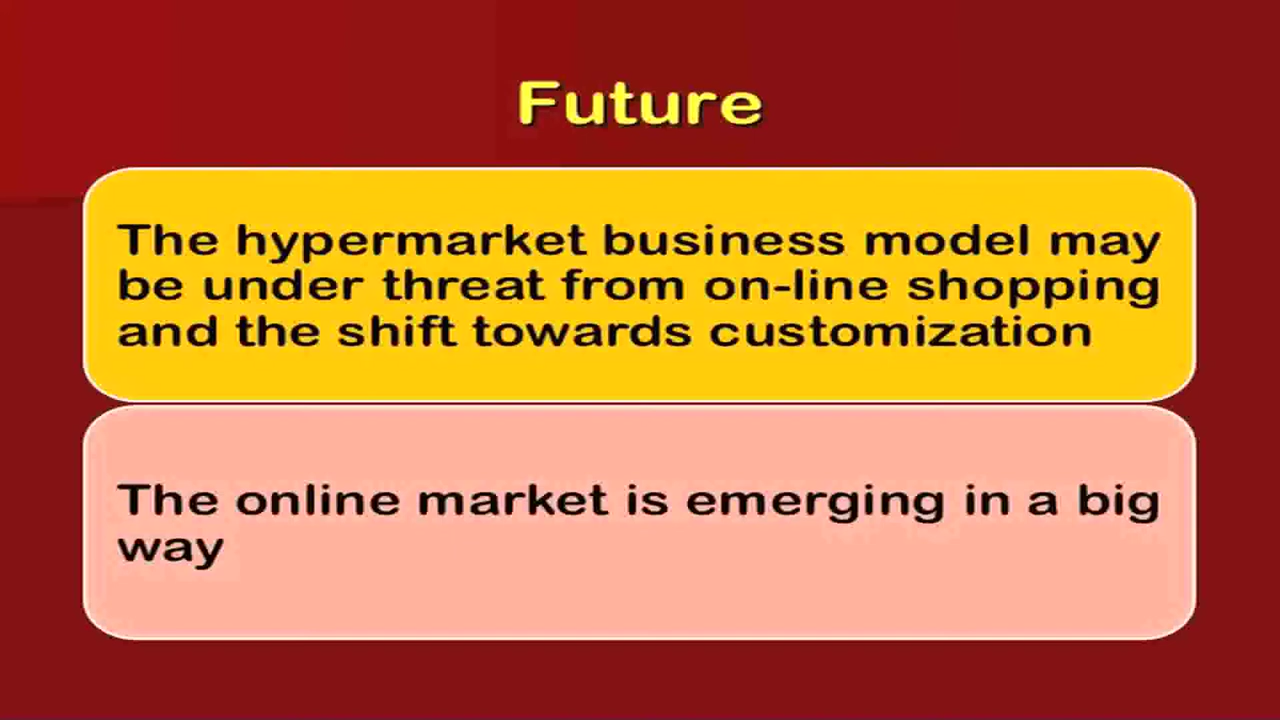 Future
The hypermarket business model may
be under threat from on-line shopping
and the shift towards customization
The online market is emerging in a big
way